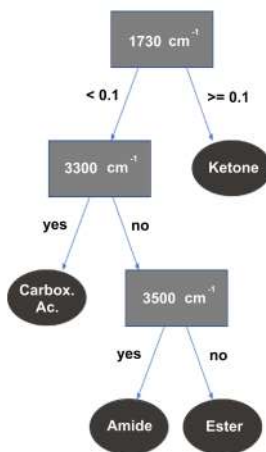 1730 cm⁻¹
< 0.1
>= 0.1
3300 cm⁻¹
Ketone
yes
no
Carbox.
Ac.
3500 cm⁻¹
yes
no
Amide
Ester